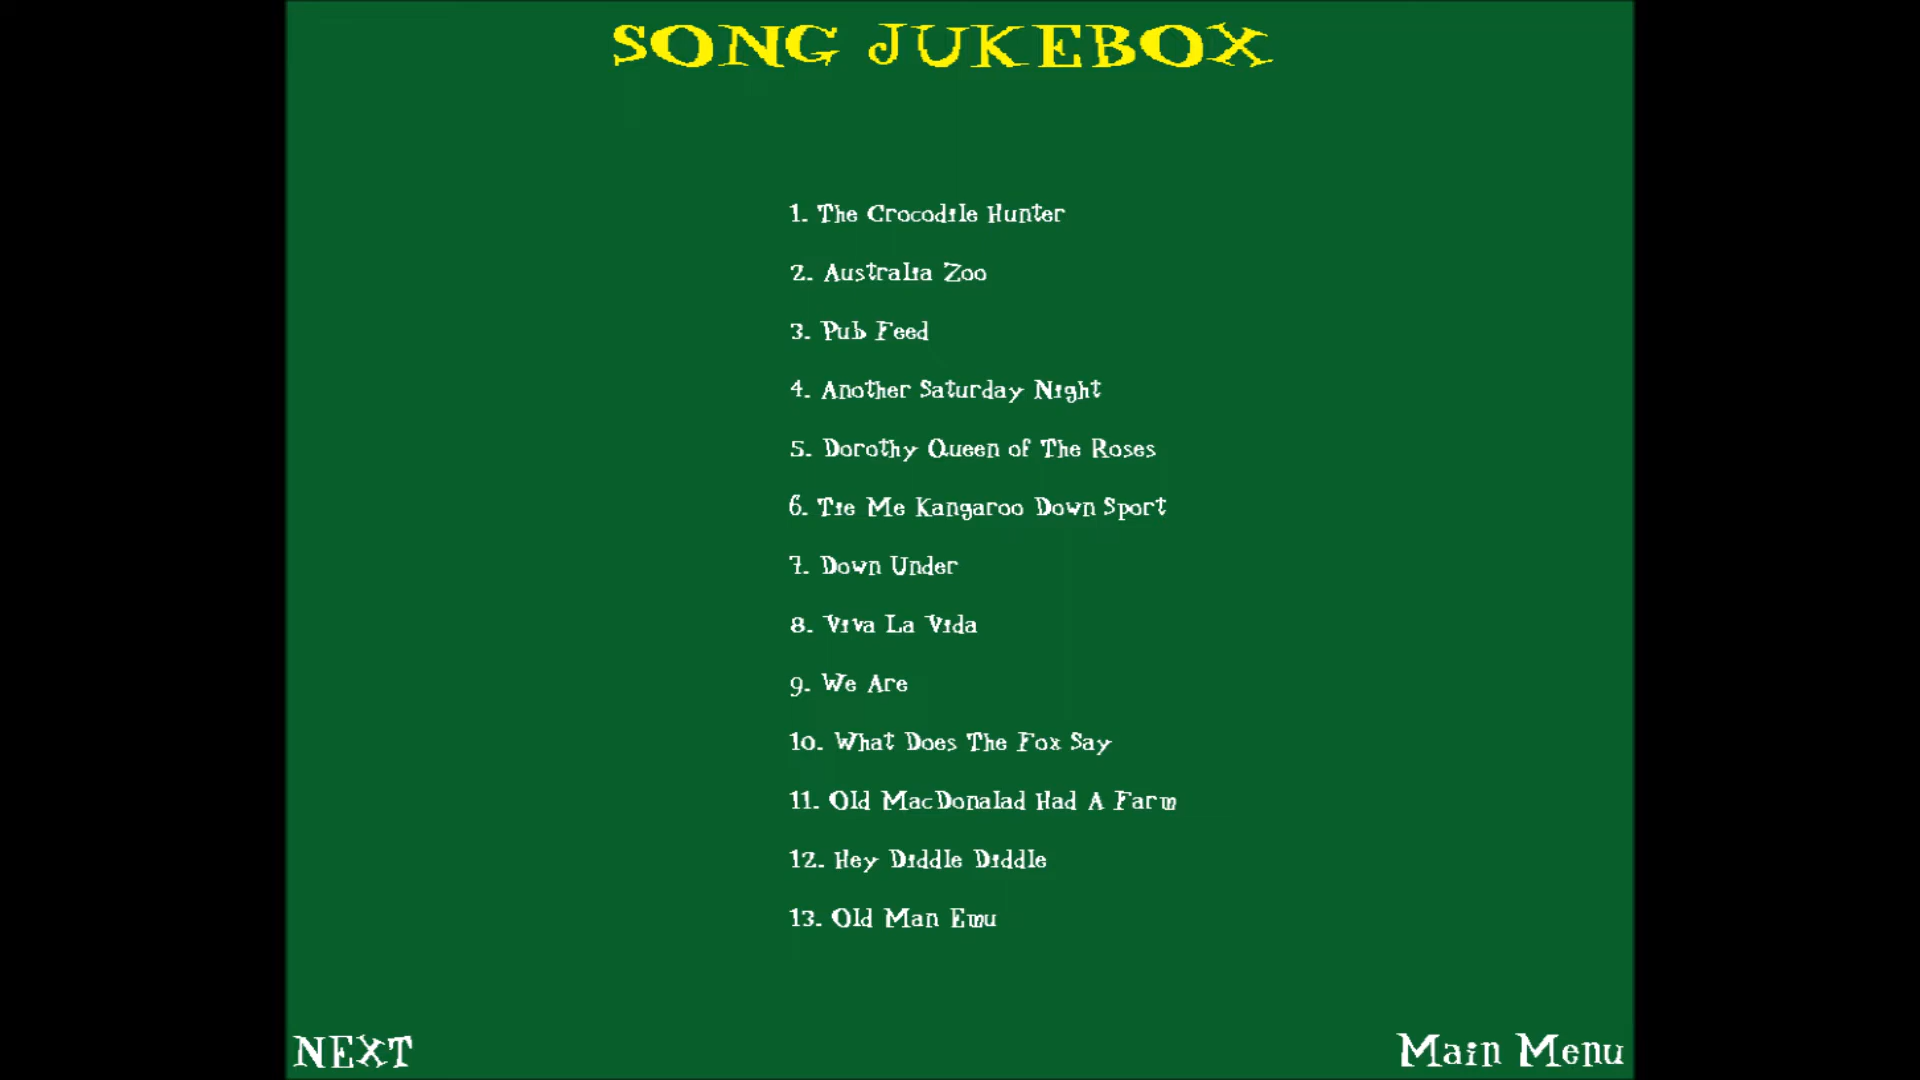 SONG JUKEBOX
1. The Crocodile Hunter
2. Australia Zoo
3. Pub Feed
4. Another Saturday Night
5. Dorothy Queen of The Roses
6. Tie Me Kangaroo Down Sport
7. Down Under
8. Viva La Vida
9. We Are
10. What Does The Fox Say
11. Old MacDonalad Had A Farm
12. Hey Diddle Diddle
13. Old Man Emu
NEXT
Main Menu